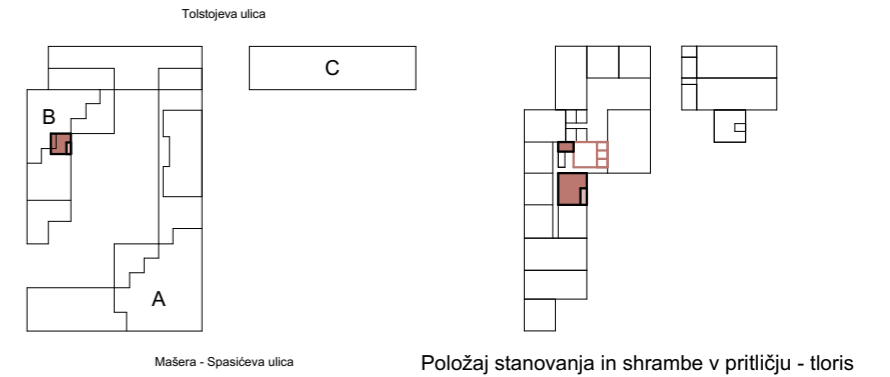 Tolstojeva ulica
C
B
A
Mašera - Spasićeva ulica
Položaj stanovanja in shrambe v pritličju - tloris